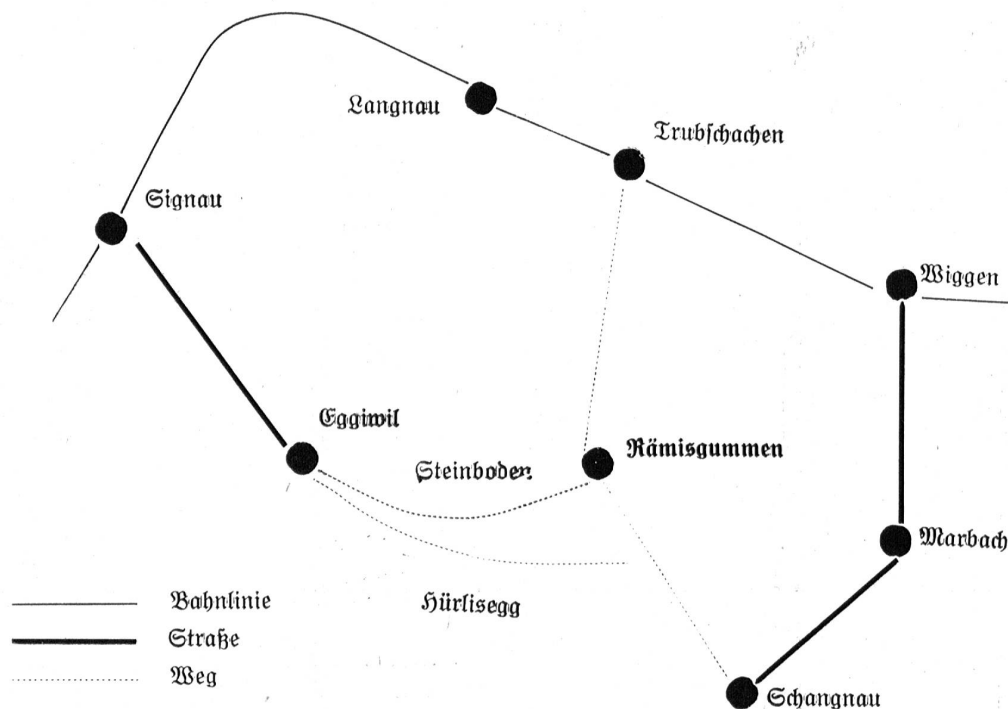 Langnau
Trubschachen
Signau
Wiggen
Eggiwil
Steinboden
Rämisgummen
Marbach
Hürlisegg
Bahnlinie
Straße
Weg
Schangnau